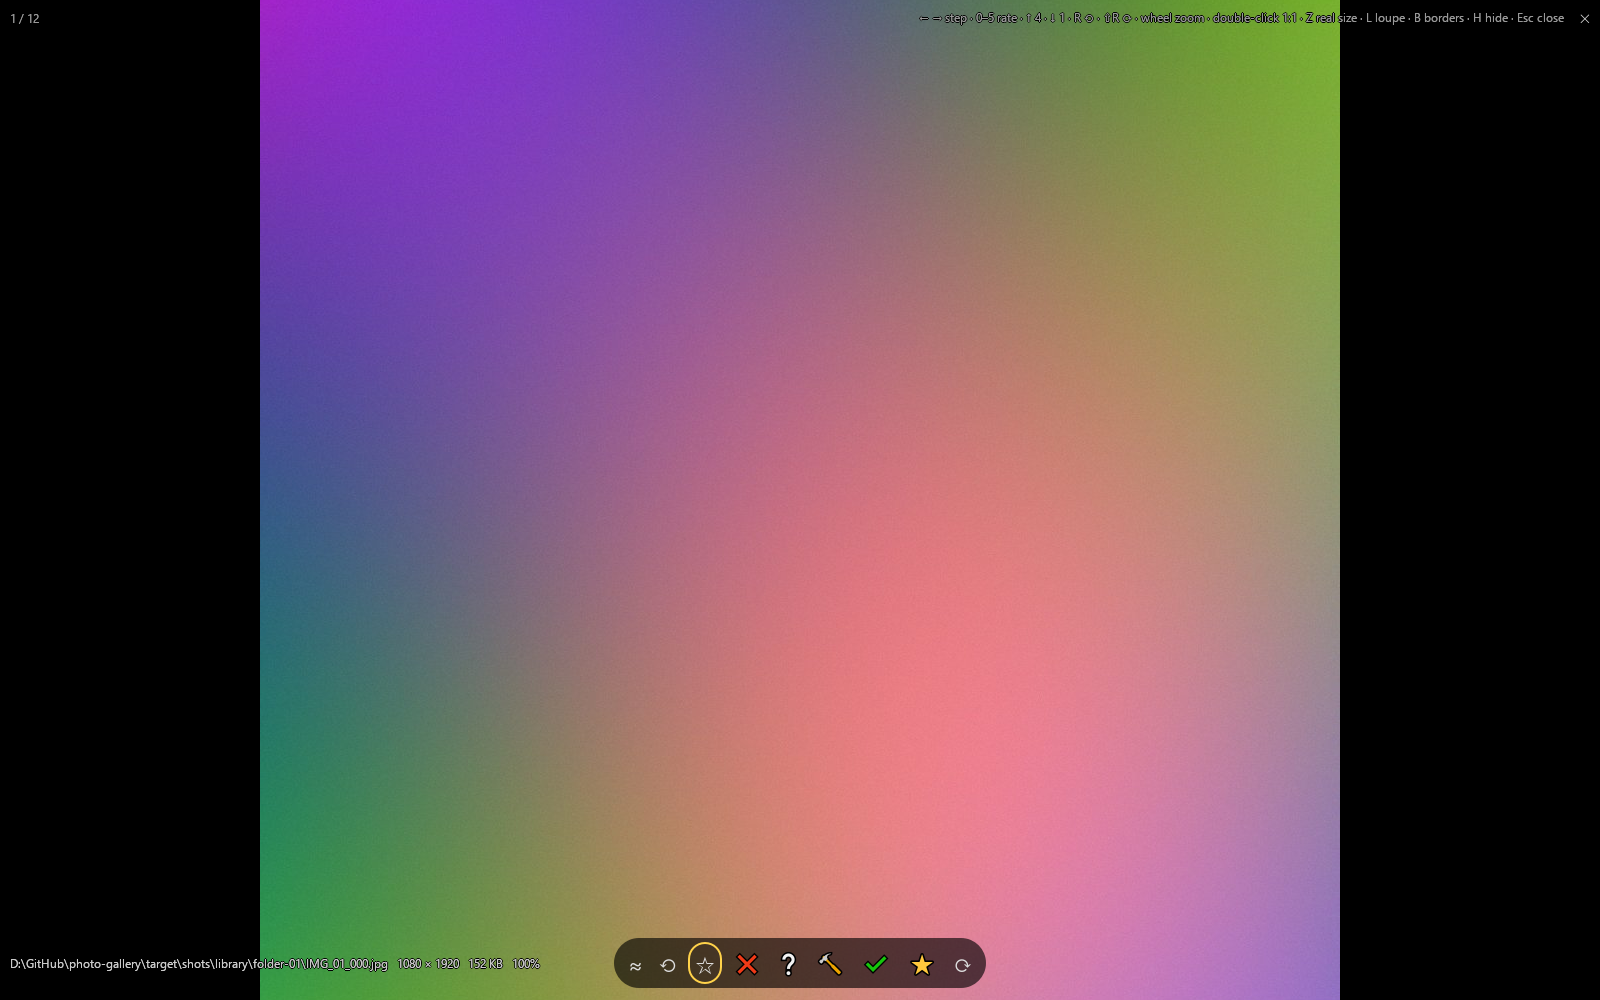 1 / 12
← → step · 0–5 rate · ↑ 4 · ↓ 1 · R ⟲ · ⇧R ⟳ · wheel zoom · double-click 1:1 · Z real size · L loupe · B borders · H hide · Esc close ×
D:\GitHub\photo-gallery\target\shots\library\folder-01\IMG_01_000.jpg 1080 × 1920 152 KB 100%